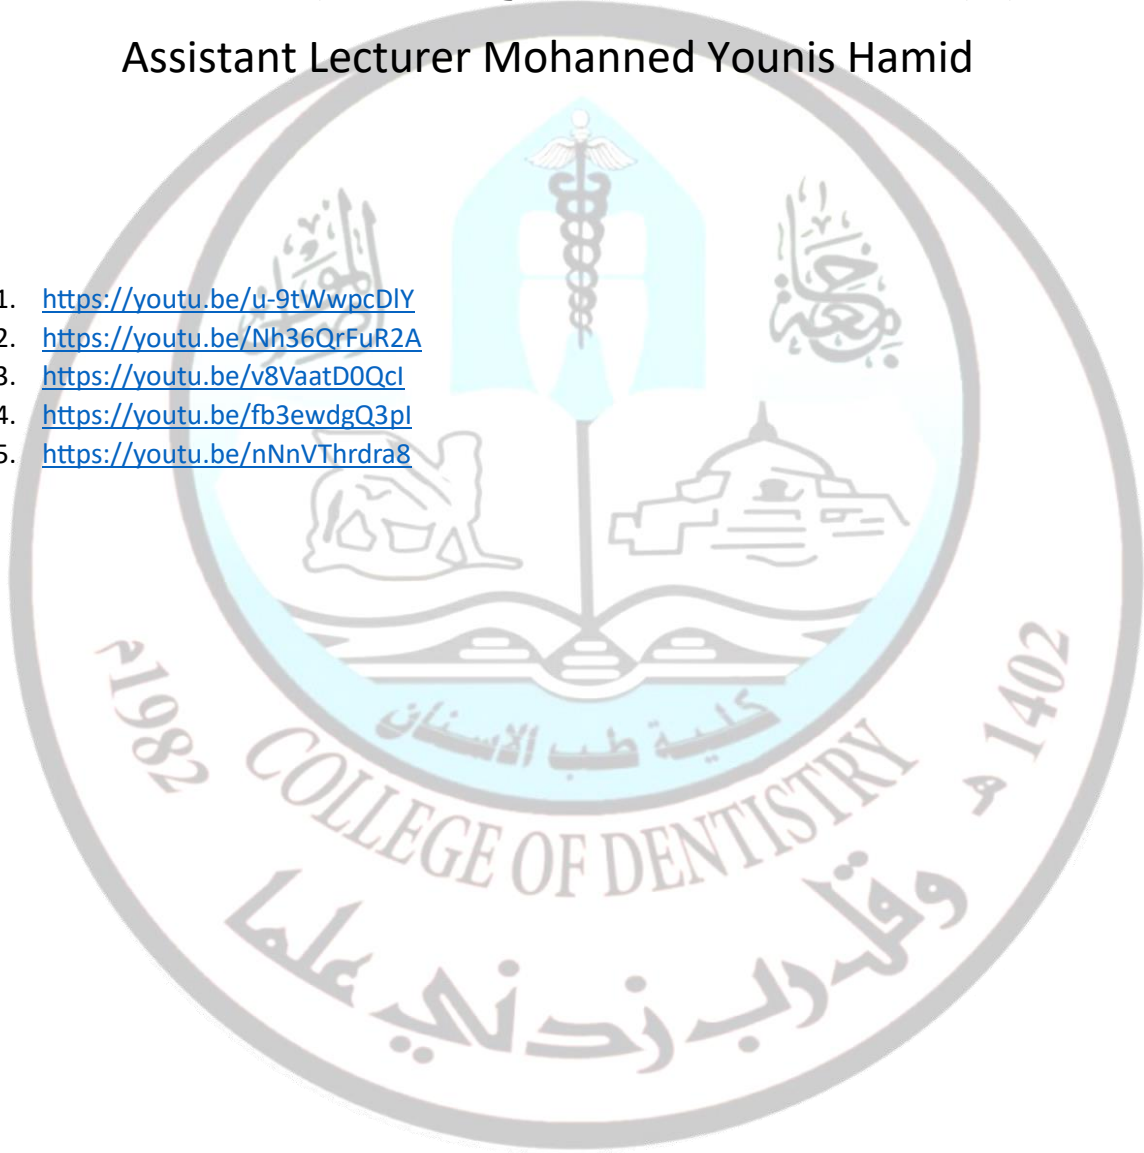 Assistant Lecturer Mohanned Younis Hamid
1. https://youtu.be/u-9tWwpcDlY
2. https://youtu.be/Nh36QrFuR2A
3. https://youtu.be/v8VaatD0QcI
4. https://youtu.be/fb3ewdgQ3pI
5. https://youtu.be/nNnVThrdra8
جامعة
الموصل
كلية طب الاسنان
1982م
COLLEGE OF DENTISTRY
1402 هـ
وقل رب زدني علما